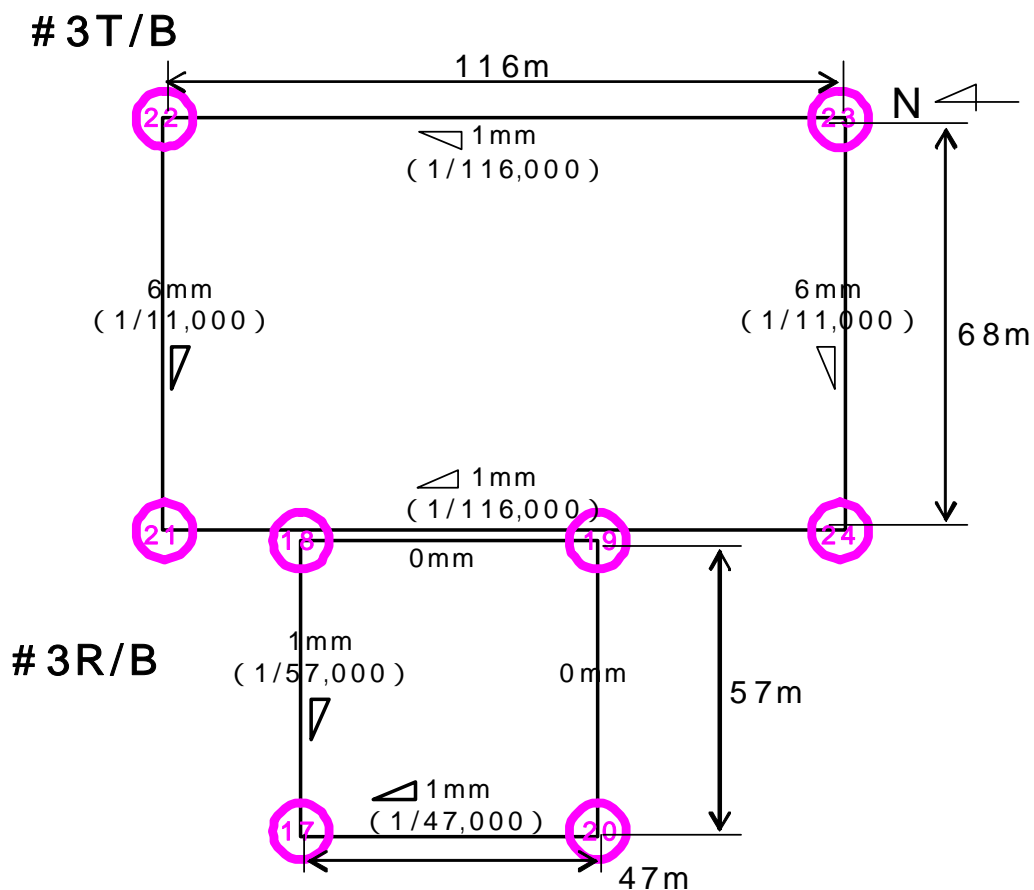 #3T/B
116m
22
23
N
1mm
(1/116,000)
6mm
(1/11,000)
6mm
(1/11,000)
68m
1mm
(1/116,000)
21
18
19
24
0mm
#3R/B
1mm
(1/57,000)
0mm
57m
1mm
(1/47,000)
17
20
47m